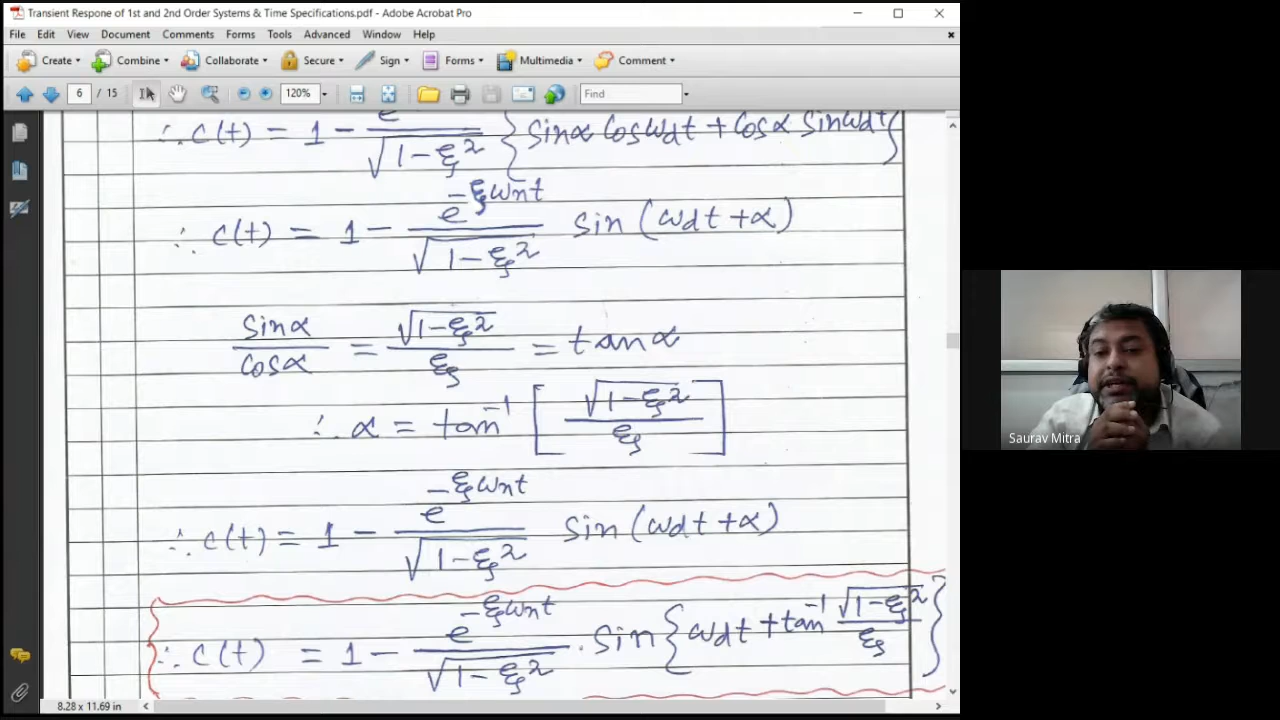 Transient Respone of 1st and 2nd Order Systems & Time Specifications.pdf - Adobe Acrobat Pro
File Edit View Document Comments Forms Tools Advanced Window Help
Create Combine Collaborate Secure Sign Forms Multimedia Comment
6 / 15 120% Find
∴ c(t) = 1 - e / √(1-ξ²) { sinα cosωdt + cosα sinωdt }
∴ c(t) = 1 - e^(-ξωnt) / √(1-ξ²) sin (ωdt + α)
sinα / cosα = √(1-ξ²) / ξ = tanα
∴ α = tan⁻¹ [ √(1-ξ²) / ξ ]
∴ c(t) = 1 - e^(-ξωnt) / √(1-ξ²) sin (ωdt + α)
∴ c(t) = 1 - e^(-ξωnt) / √(1-ξ²) . sin { ωdt + tan⁻¹ √(1-ξ²) / ξ }
8.28 x 11.69 in
Saurav Mitra